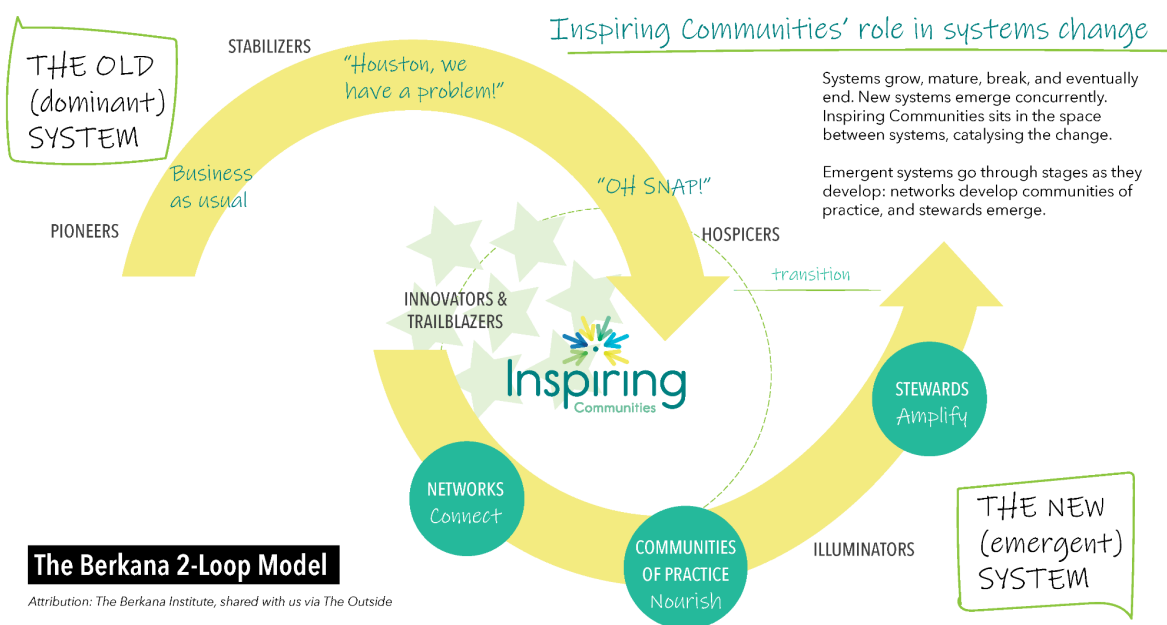 Inspiring Communities' role in systems change
THE OLD
(dominant)
SYSTEM
STABILIZERS
"Houston, we
have a problem!"
Systems grow, mature, break, and eventually
end. New systems emerge concurrently.
Inspiring Communities sits in the space
between systems, catalysing the change.
Emergent systems go through stages as they
develop: networks develop communities of
practice, and stewards emerge.
Business
as usual
"OH SNAP!"
PIONEERS
HOSPICERS
transition
INNOVATORS &
TRAILBLAZERS
Inspiring
Communities
STEWARDS
Amplify
NETWORKS
Connect
COMMUNITIES
OF PRACTICE
Nourish
ILLUMINATORS
THE NEW
(emergent)
SYSTEM
The Berkana 2-Loop Model
Attribution: The Berkana Institute, shared with us via The Outside